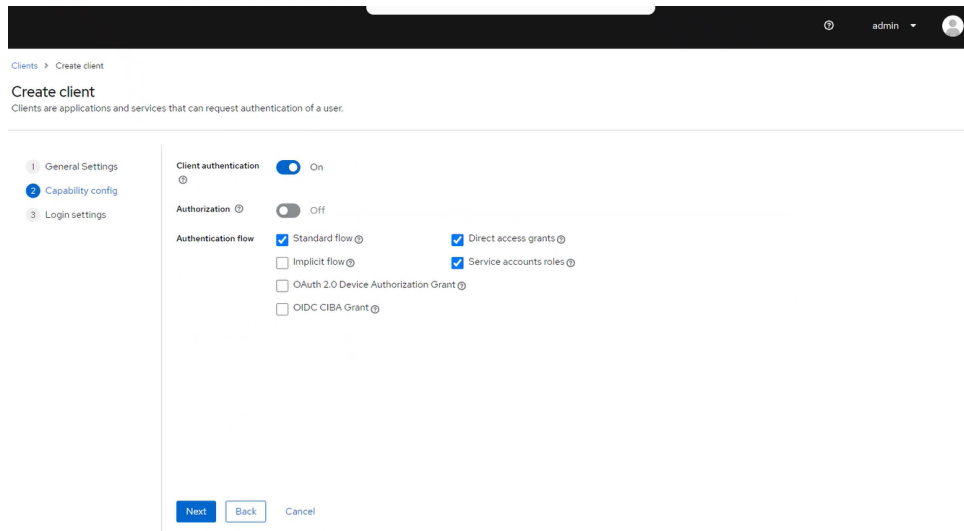 admin
Clients > Create client
Create client
Clients are applications and services that can request authentication of a user.
1 General Settings
2 Capability config
3 Login settings
Client authentication
On
Authorization
Off
Authentication flow
Standard flow
Direct access grants
Implicit flow
Service accounts roles
OAuth 2.0 Device Authorization Grant
OIDC CIBA Grant
Next Back Cancel